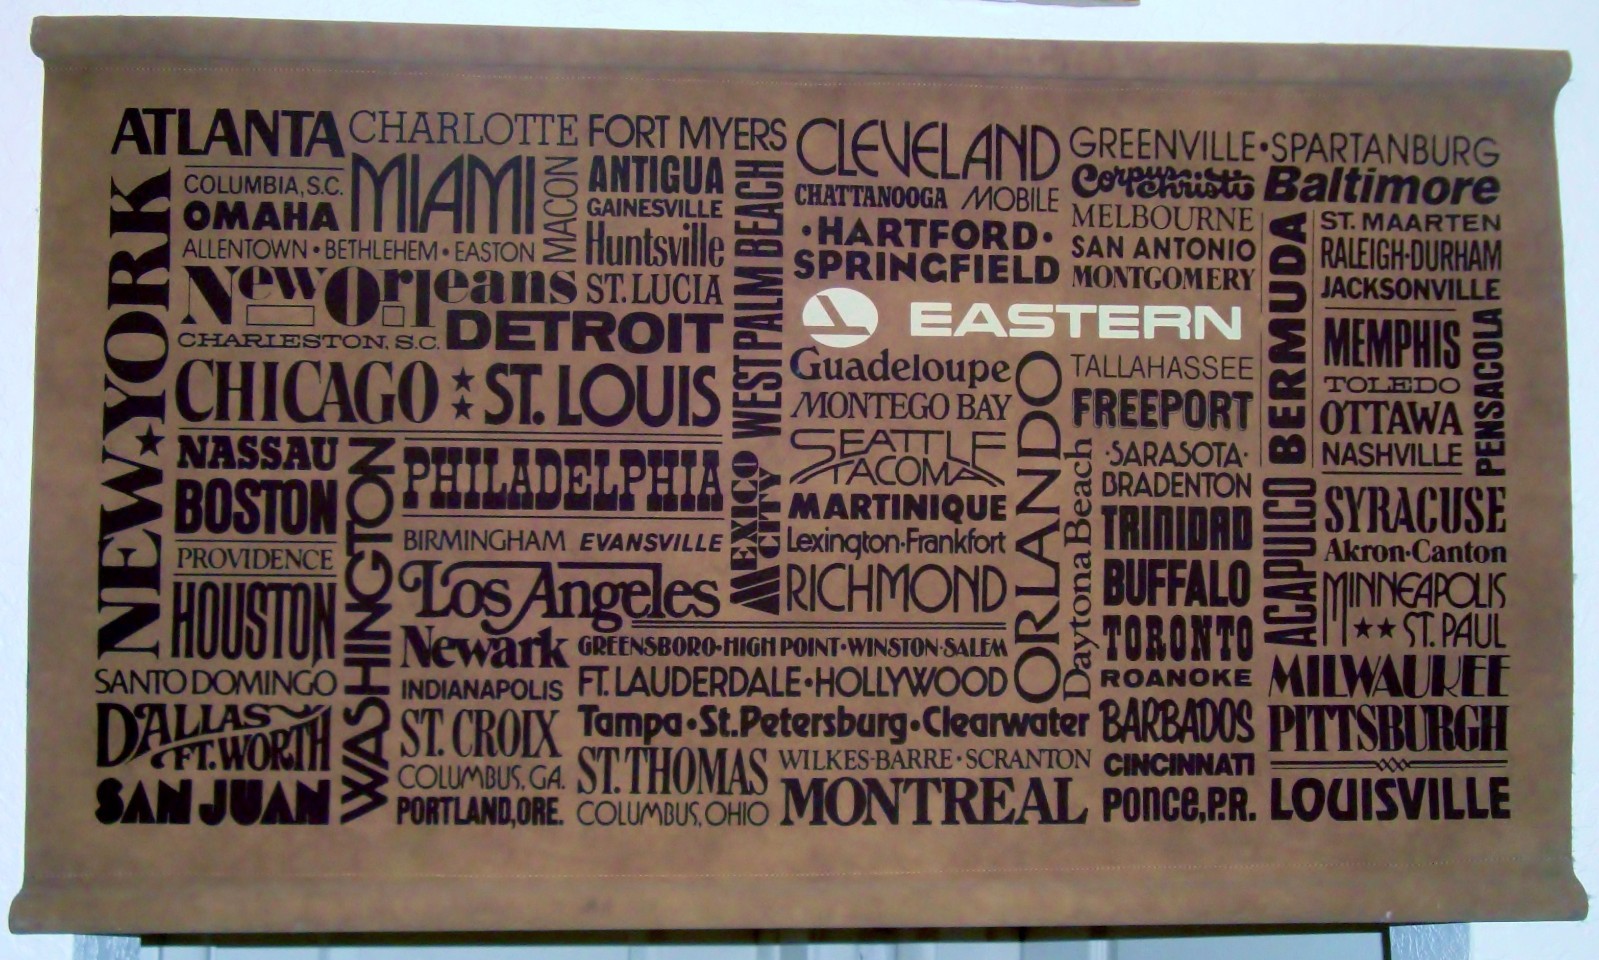 ATLANTA
CHARLOTTE
FORT MYERS
NEW★YORK
COLUMBIA, S.C.
OMAHA
MIAMI
MACON
ALLENTOWN • BETHLEHEM • EASTON
ANTIGUA
GAINESVILLE
Huntsville
ST. LUCIA
WEST PALM BEACH
New Orleans
CHARLESTON, S.C.
DETROIT
CHICAGO ★★ ST. LOUIS
NASSAU
BOSTON
PROVIDENCE
HOUSTON
WASHINGTON
PHILADELPHIA
BIRMINGHAM
EVANSVILLE
MEXICO CITY
Los Angeles
SANTO DOMINGO
DALLAS
FT. WORTH
SAN JUAN
Newark
INDIANAPOLIS
ST. CROIX
COLUMBUS, GA.
PORTLAND, ORE.
GREENSBORO·HIGH POINT·WINSTON·SALEM
FT. LAUDERDALE•HOLLYWOOD
Tampa•St. Petersburg•Clearwater
ST. THOMAS
COLUMBUS, OHIO
WILKES-BARRE • SCRANTON
MONTREAL
CLEVELAND
CHATTANOOGA
MOBILE
•HARTFORD•
SPRINGFIELD
GREENVILLE•SPARTANBURG
Corpus Christi
Baltimore
MELBOURNE
SAN ANTONIO
MONTGOMERY
EASTERN
Guadeloupe
MONTEGO BAY
SEATTLE
TACOMA
MARTINIQUE
Lexington·Frankfort
RICHMOND
ORLANDO
Daytona Beach
TALLAHASSEE
FREEPORT
·SARASOTA·
BRADENTON
TRINIDAD
BUFFALO
TORONTO
ROANOKE
BARBADOS
CINCINNATI
PONCE, P.R.
BERMUDA
ACAPULCO
ST. MAARTEN
RALEIGH·DURHAM
JACKSONVILLE
MEMPHIS
TOLEDO
OTTAWA
NASHVILLE
PENSACOLA
SYRACUSE
Akron·Canton
MINNEAPOLIS
★★ ST. PAUL
MILWAUKEE
PITTSBURGH
LOUISVILLE